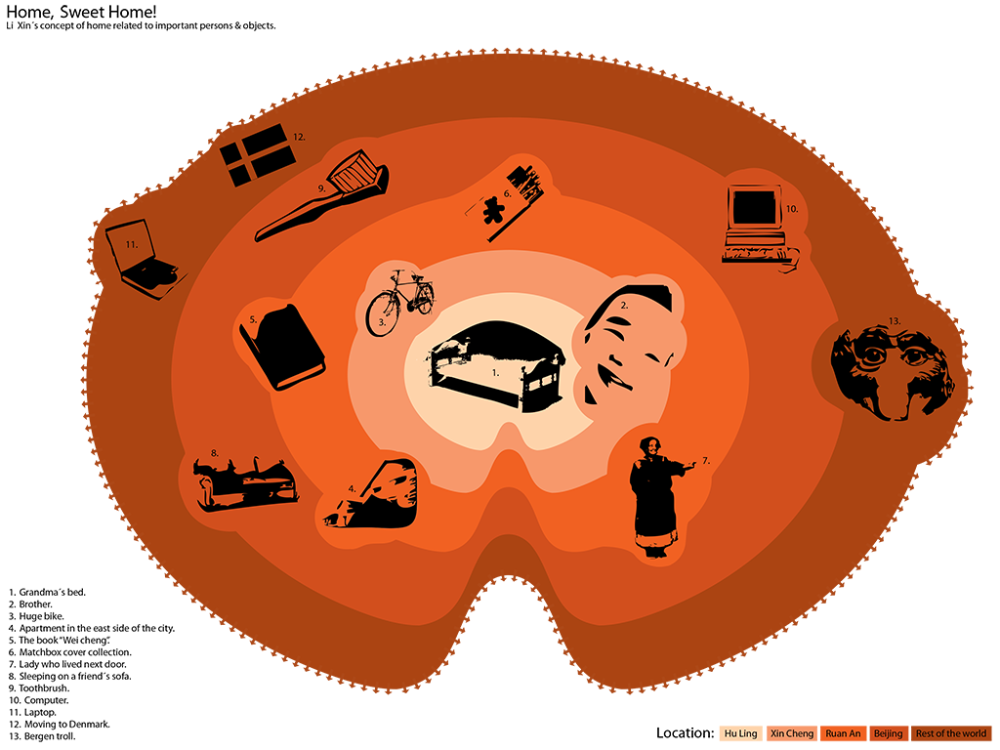 Home, Sweet Home!
Li Xin´s concept of home related to important persons & objects.
12.
9.
6.
10.
11.
2.
3.
5.
13.
1.
8.
7.
4.
1. Grandma´s bed.
2. Brother.
3. Huge bike.
4. Apartment in the east side of the city.
5. The book “Wei cheng”.
6. Matchbox cover collection.
7. Lady who lived next door.
8. Sleeping on a friend´s sofa.
9. Toothbrush.
10. Computer.
11. Laptop.
12. Moving to Denmark.
13. Bergen troll.
Location: Hu Ling Xin Cheng Ruan An Beijing Rest of the world